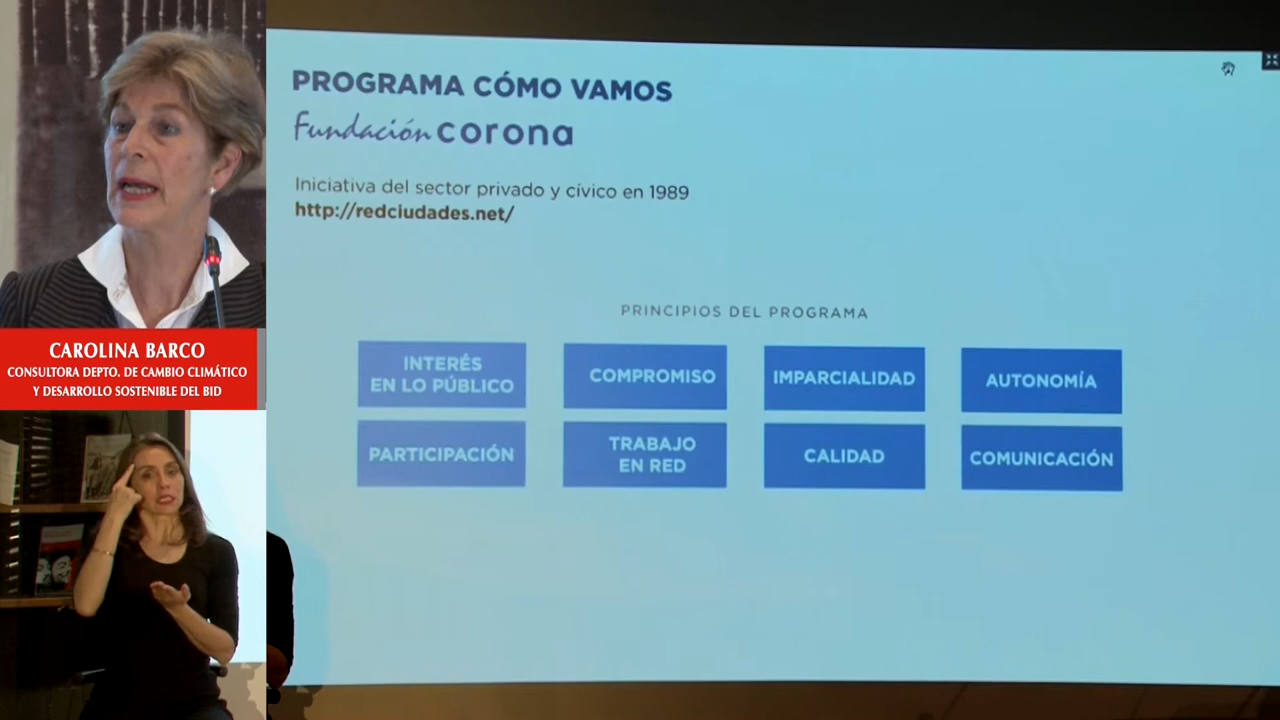 PROGRAMA CÓMO VAMOS
Fundación corona
Iniciativa del sector privado y cívico en 1989
http://redciudades.net/
PRINCIPIOS DEL PROGRAMA
INTERÉS
EN LO PÚBLICO
COMPROMISO
IMPARCIALIDAD
AUTONOMÍA
PARTICIPACIÓN
TRABAJO
EN RED
CALIDAD
COMUNICACIÓN
CAROLINA BARCO
CONSULTORA DEPTO. DE CAMBIO CLIMÁTICO
Y DESARROLLO SOSTENIBLE DEL BID